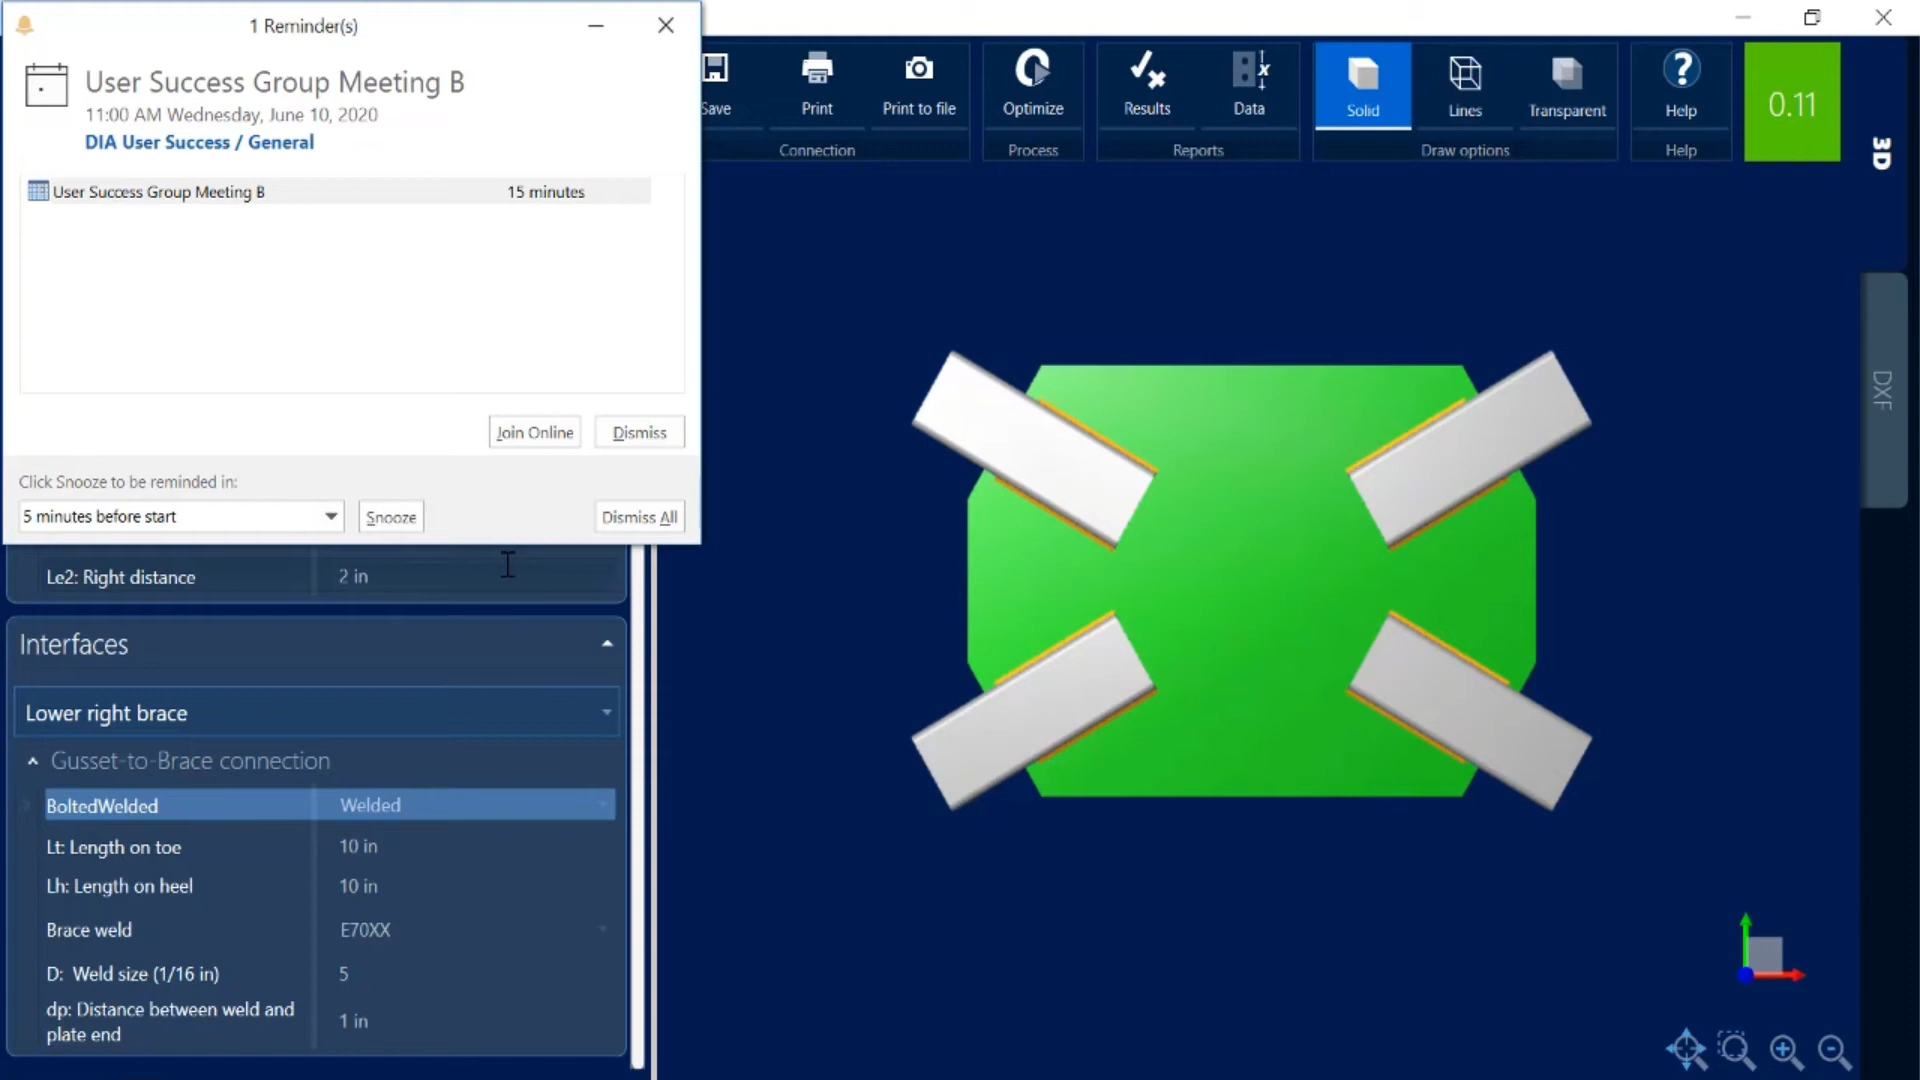 1 Reminder(s)
User Success Group Meeting B
11:00 AM Wednesday, June 10, 2020
DIA User Success / General
User Success Group Meeting B 15 minutes
Join Online Dismiss
Click Snooze to be reminded in:
5 minutes before start Snooze Dismiss All
Save Print Print to file Optimize Results Data Solid Lines Transparent Help 0.11
Connection Process Reports Draw options Help
3D
DXF
Le2: Right distance 2 in
Interfaces
Lower right brace
Gusset-to-Brace connection
BoltedWelded Welded
Lt: Length on toe 10 in
Lh: Length on heel 10 in
Brace weld E70XX
D: Weld size (1/16 in) 5
dp: Distance between weld and
plate end 1 in